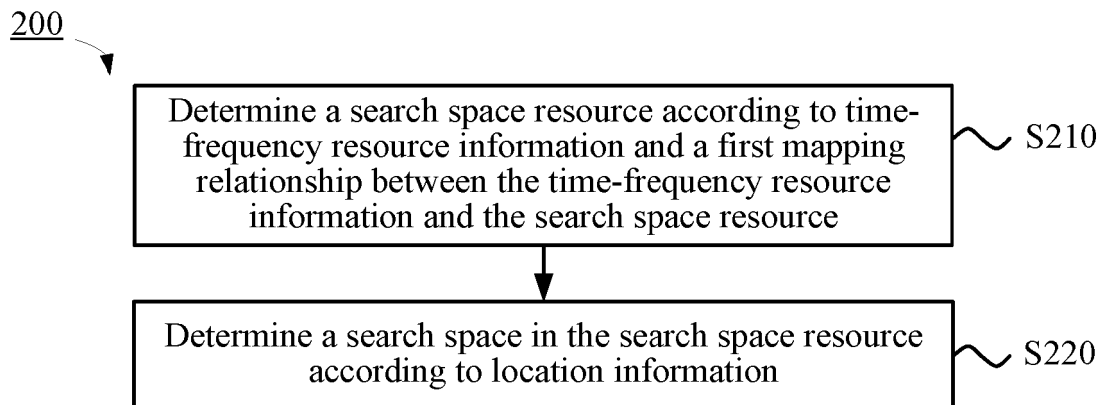 200
Determine a search space resource according to time-
frequency resource information and a first mapping
relationship between the time-frequency resource
information and the search space resource
S210
Determine a search space in the search space resource
according to location information
S220